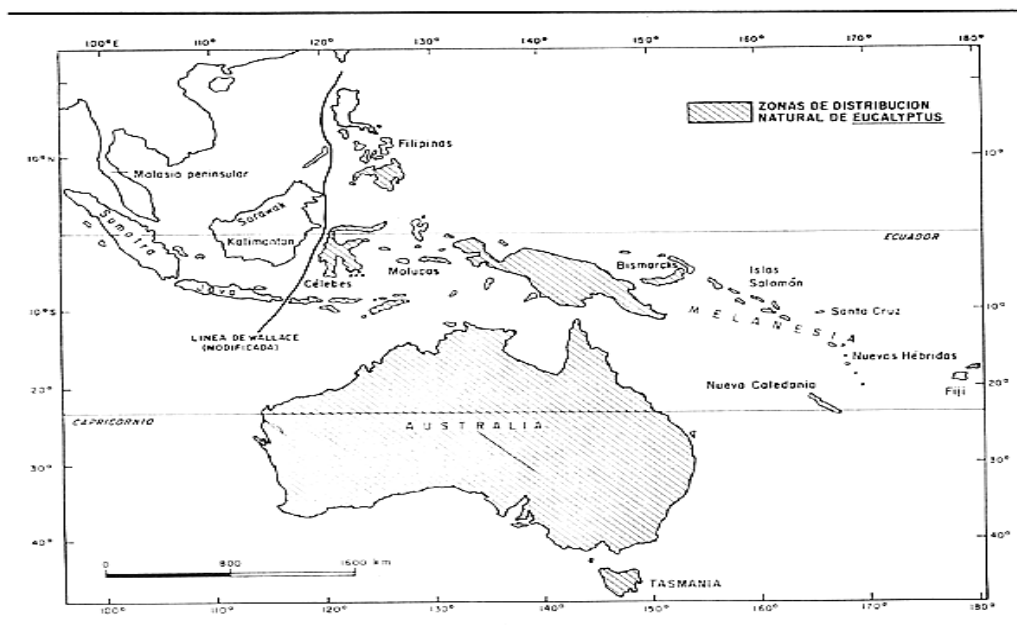 100°E 110° 120° 130° 140° 150° 160° 170° 180°
ZONAS DE DISTRIBUCION
NATURAL DE EUCALYPTUS
Filipinas
10°N
10°
Malasia peninsular
Sarawak
Sumatra
Kalimantan
ECUADOR
Bismarcks
Islas
Salomón
Célebes
Molucas
Java
10°S
MELANESIA
Santa Cruz
10°
LINEA DE WALLACE
(MODIFICADA)
Nuevas Hébridas
20°
Nueva Caledonia
Fiji
20°
CAPRICORNIO
AUSTRALIA
30°
30°
40°
40°
0 800 1600 km
TASMANIA
100° 110° 120° 130° 140° 150° 160° 170° 180°